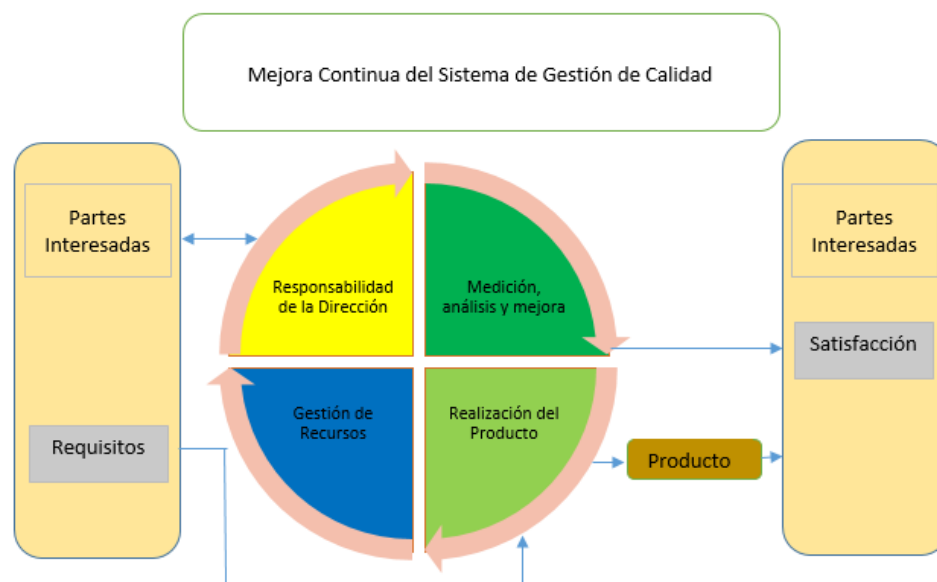 Mejora Continua del Sistema de Gestión de Calidad
Partes
Interesadas
Requisitos
Responsabilidad
de la Dirección
Medición,
análisis y mejora
Gestión de
Recursos
Realización del
Producto
Producto
Partes
Interesadas
Satisfacción